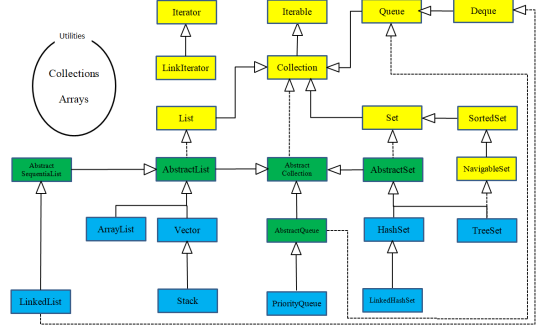 Iterator
Iterable
Queue
Deque
Utilities
Collections
Arrays
LinkIterator
Collection
List
Set
SortedSet
Abstract
SequentialList
AbstractList
Abstract
Collection
AbstractSet
NavigableSet
ArrayList
Vector
AbstractQueue
HashSet
TreeSet
LinkedList
Stack
PriorityQueue
LinkedHashSet